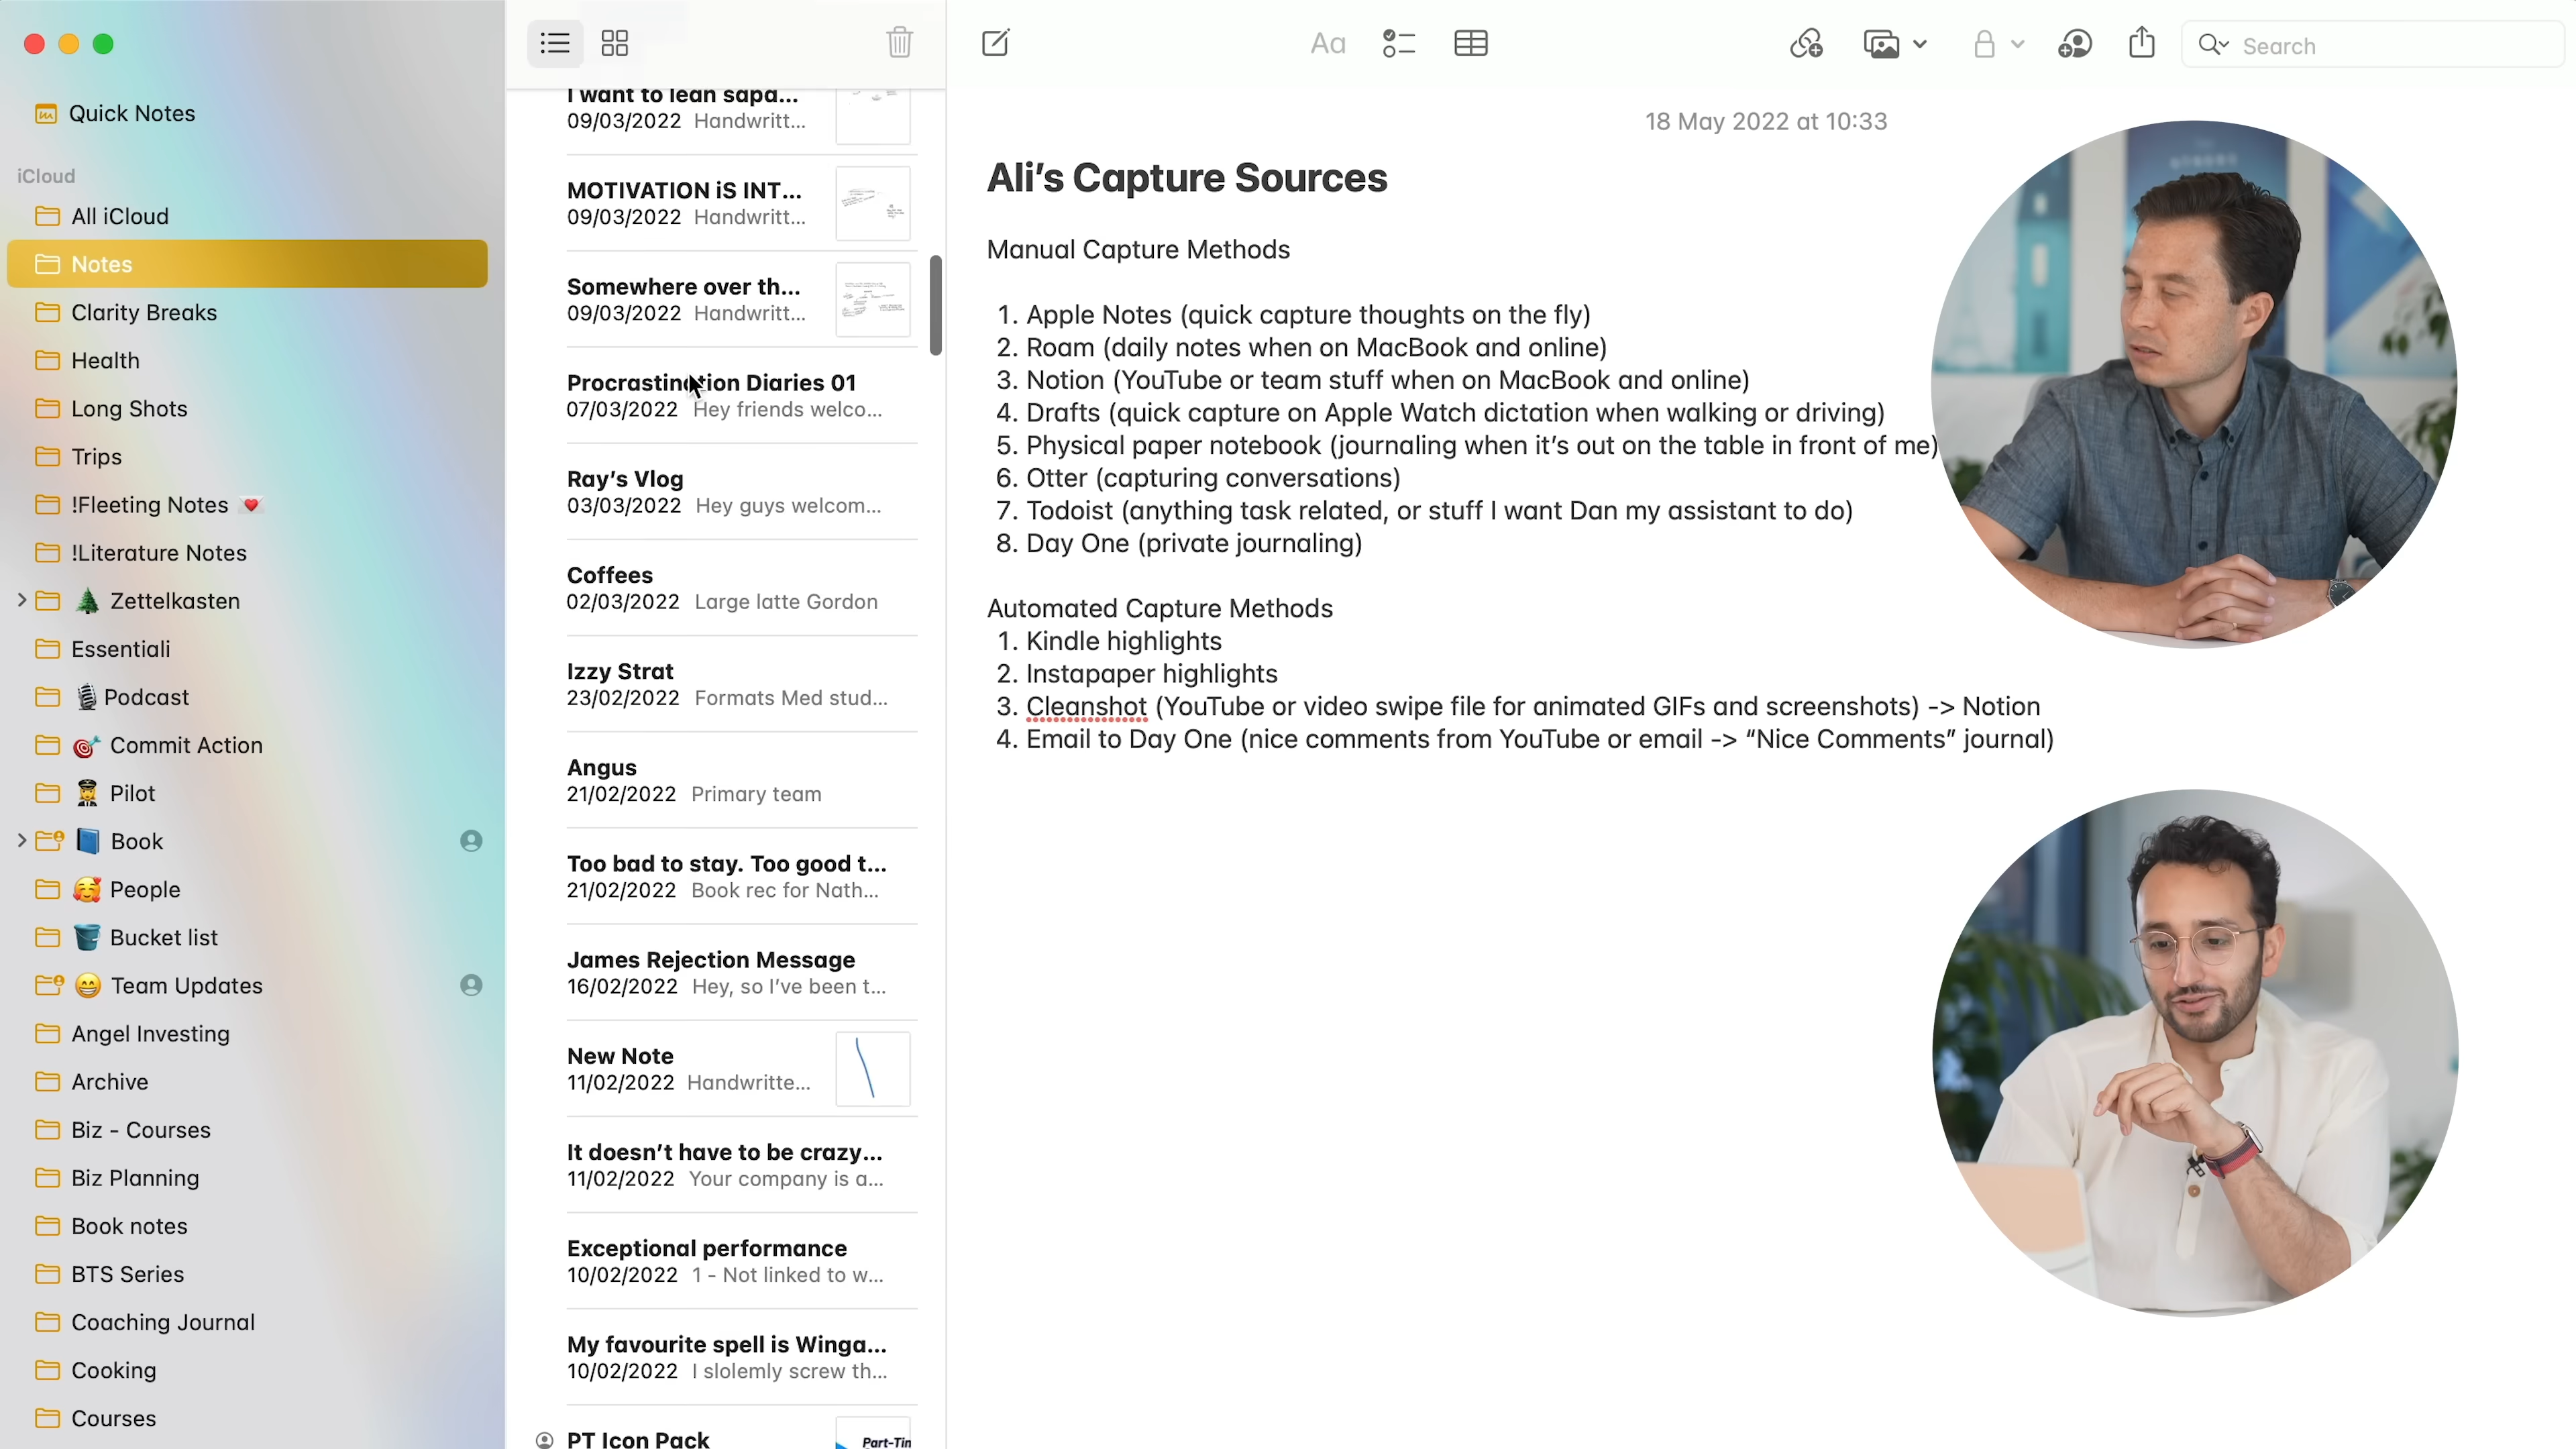 Quick Notes
iCloud
All iCloud
Notes
Clarity Breaks
Health
Long Shots
Trips
!Fleeting Notes 💌
!Literature Notes
🌲 Zettelkasten
Essentiali
🎙️Podcast
🎯 Commit Action
Pilot
📘 Book
🥰 People
🪣 Bucket list
😄 Team Updates
Angel Investing
Archive
Biz - Courses
Biz Planning
Book notes
BTS Series
Coaching Journal
Cooking
Courses
I want to lean sapa...
09/03/2022 Handwritt...
MOTIVATION iS INT...
09/03/2022 Handwritt...
Somewhere over th...
09/03/2022 Handwritt...
Procrastination Diaries 01
07/03/2022 Hey friends welco...
Ray’s Vlog
03/03/2022 Hey guys welcom...
Coffees
02/03/2022 Large latte Gordon
Izzy Strat
23/02/2022 Formats Med stud...
Angus
21/02/2022 Primary team
Too bad to stay. Too good t...
21/02/2022 Book rec for Nath...
James Rejection Message
16/02/2022 Hey, so I’ve been t...
New Note
11/02/2022 Handwritte...
It doesn’t have to be crazy...
11/02/2022 Your company is a...
Exceptional performance
10/02/2022 1 - Not linked to w...
My favourite spell is Winga...
10/02/2022 I slolemly screw th...
PT Icon Pack
Part-Tin
Aa
Search
18 May 2022 at 10:33
Ali’s Capture Sources
Manual Capture Methods
1. Apple Notes (quick capture thoughts on the fly)
2. Roam (daily notes when on MacBook and online)
3. Notion (YouTube or team stuff when on MacBook and online)
4. Drafts (quick capture on Apple Watch dictation when walking or driving)
5. Physical paper notebook (journaling when it’s out on the table in front of me)
6. Otter (capturing conversations)
7. Todoist (anything task related, or stuff I want Dan my assistant to do)
8. Day One (private journaling)
Automated Capture Methods
1. Kindle highlights
2. Instapaper highlights
3. Cleanshot (YouTube or video swipe file for animated GIFs and screenshots) -> Notion
4. Email to Day One (nice comments from YouTube or email -> “Nice Comments” journal)